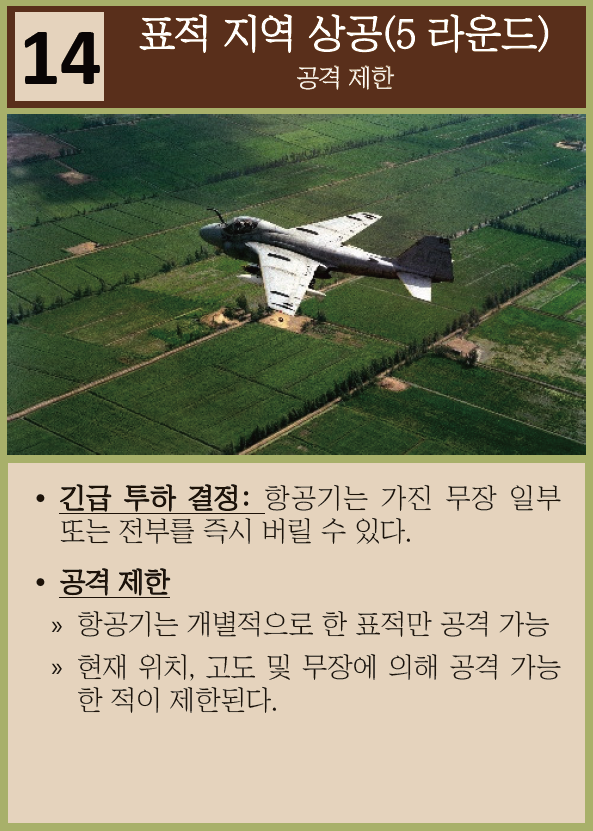 14
표적 지역 상공(5 라운드)
공격 제한
• 긴급 투하 결정: 항공기는 가진 무장 일부
또는 전부를 즉시 버릴 수 있다.
• 공격 제한
» 항공기는 개별적으로 한 표적만 공격 가능
» 현재 위치, 고도 및 무장에 의해 공격 가능
한 적이 제한된다.